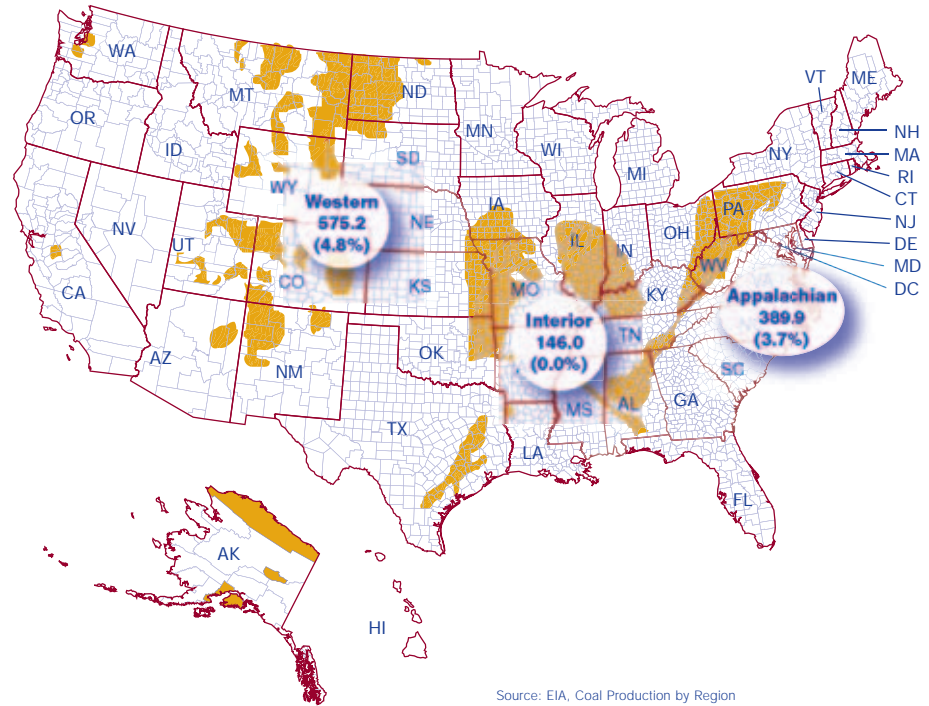 WA
MT
ND
MN
VT
ME
OR
ID
SD
WI
MI
NY
NH
MA
RI
CT
NJ
DE
MD
DC
WY
NE
IA
PA
NV
UT
CO
KS
IL
IN
OH
WV
Western
575.2
(4.8%)
CA
MO
KY
Appalachian
389.9
(3.7%)
Interior
146.0
(0.0%)
TN
AZ
NM
OK
SC
MS
AL
GA
TX
LA
FL
AK
HI
Source: EIA, Coal Production by Region